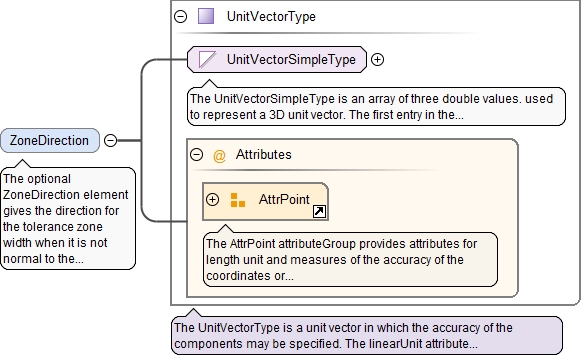 UnitVectorType
UnitVectorSimpleType
The UnitVectorSimpleType is an array of three double values. used
to represent a 3D unit vector. The first entry in the...
ZoneDirection
The optional
ZoneDirection element
gives the direction for
the tolerance zone
width when it is not
normal to the...
@ Attributes
AttrPoint
The AttrPoint attributeGroup provides attributes for
length unit and measures of the accuracy of the
coordinates or...
The UnitVectorType is a unit vector in which the accuracy of the
components may be specified. The linearUnit attribute...